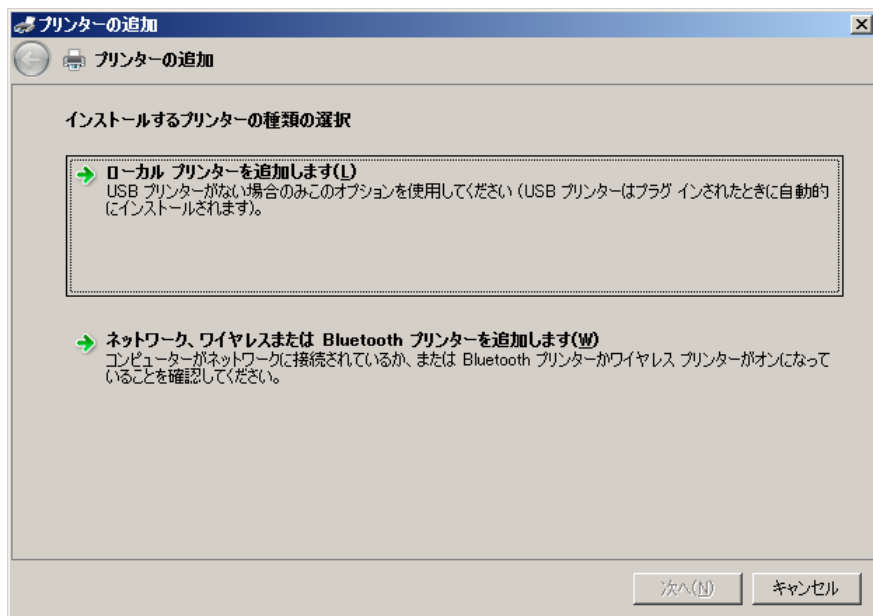 プリンターの追加
プリンターの追加
インストールするプリンターの種類の選択
ローカル プリンターを追加します(L)
USB プリンターがない場合のみこのオプションを使用してください (USB プリンターはプラグ インされたときに自動的
にインストールされます)。
ネットワーク、ワイヤレスまたは Bluetooth プリンターを追加します(W)
コンピューターがネットワークに接続されているか、または Bluetooth プリンターかワイヤレス プリンターがオンになって
いることを確認してください。
次へ(N)
キャンセル